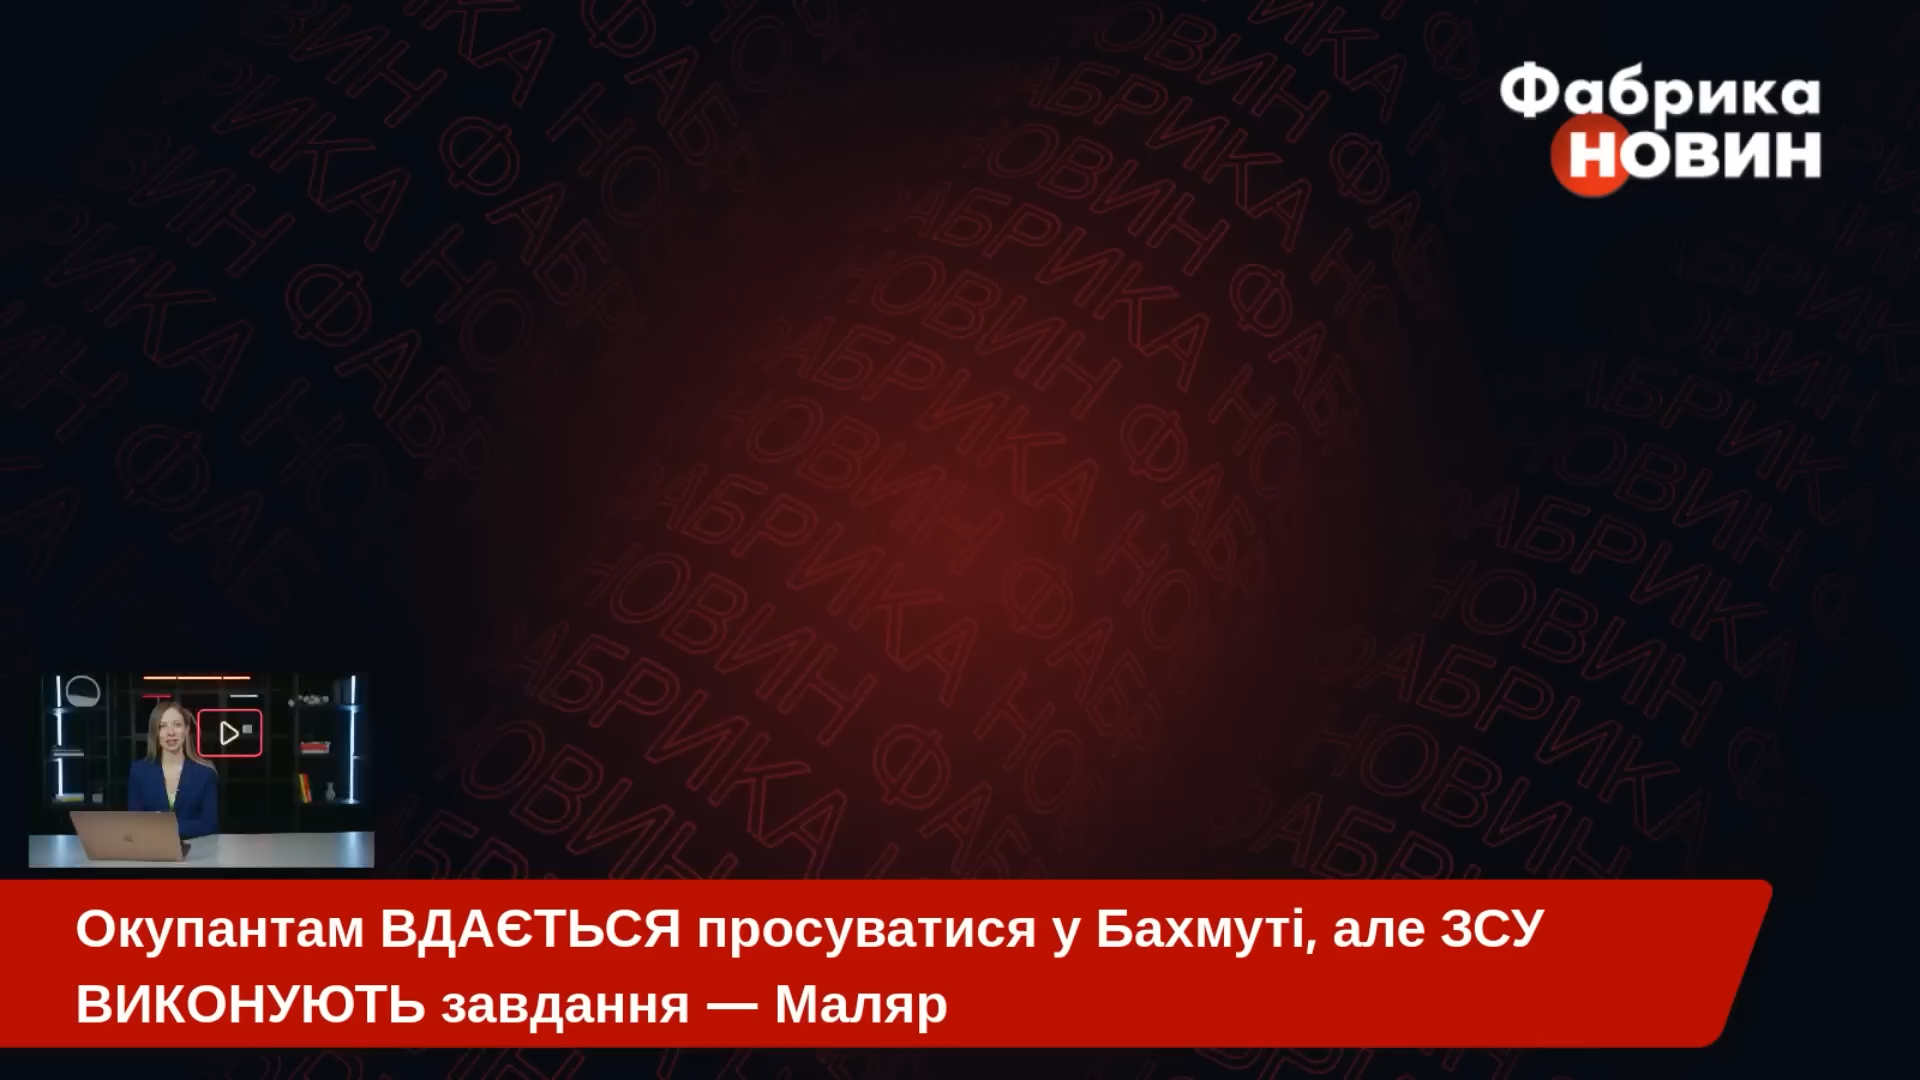 Фабрика
новин
Окупантам ВДАЄТЬСЯ просуватися у Бахмуті, але ЗСУ
ВИКОНУЮТЬ завдання — Маляр